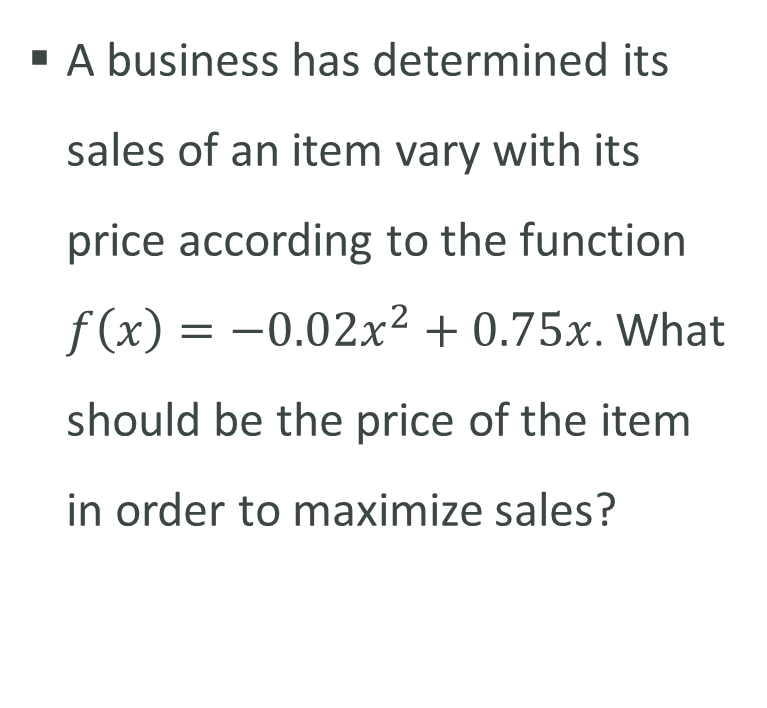 ▪ A business has determined its
sales of an item vary with its
price according to the function
𝑓(𝑥) = −0.02𝑥² + 0.75𝑥. What
should be the price of the item
in order to maximize sales?